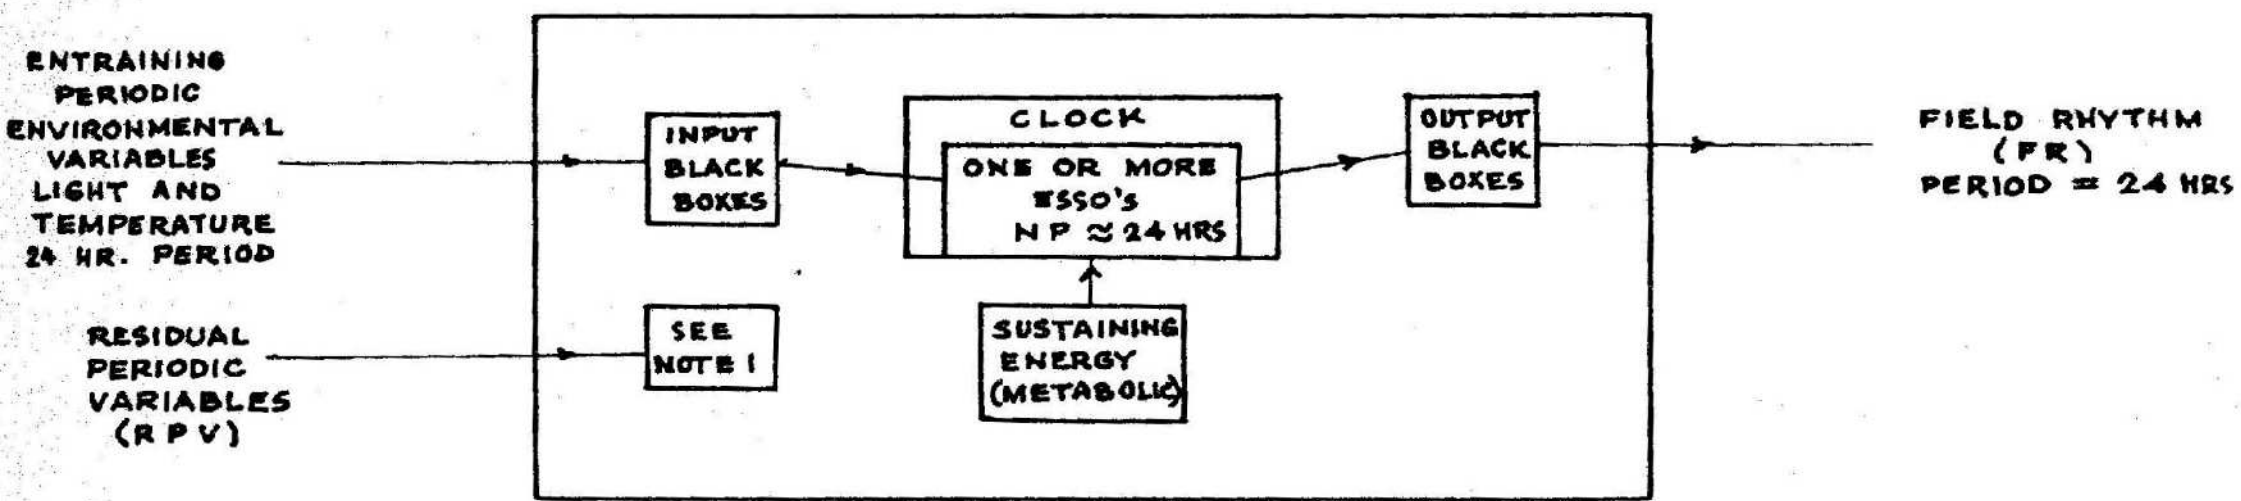 ENTRAINING
PERIODIC
ENVIRONMENTAL
VARIABLES
LIGHT AND
TEMPERATURE
24 HR. PERIOD
RESIDUAL
PERIODIC
VARIABLES
(RPV)
INPUT
BLACK
BOXES
SEE
NOTE 1
CLOCK
ONE OR MORE
ESSO'S
NP ≈ 24 HRS
SUSTAINING
ENERGY
(METABOLIC)
OUTPUT
BLACK
BOXES
FIELD RHYTHM
(FR)
PERIOD = 24 HRS